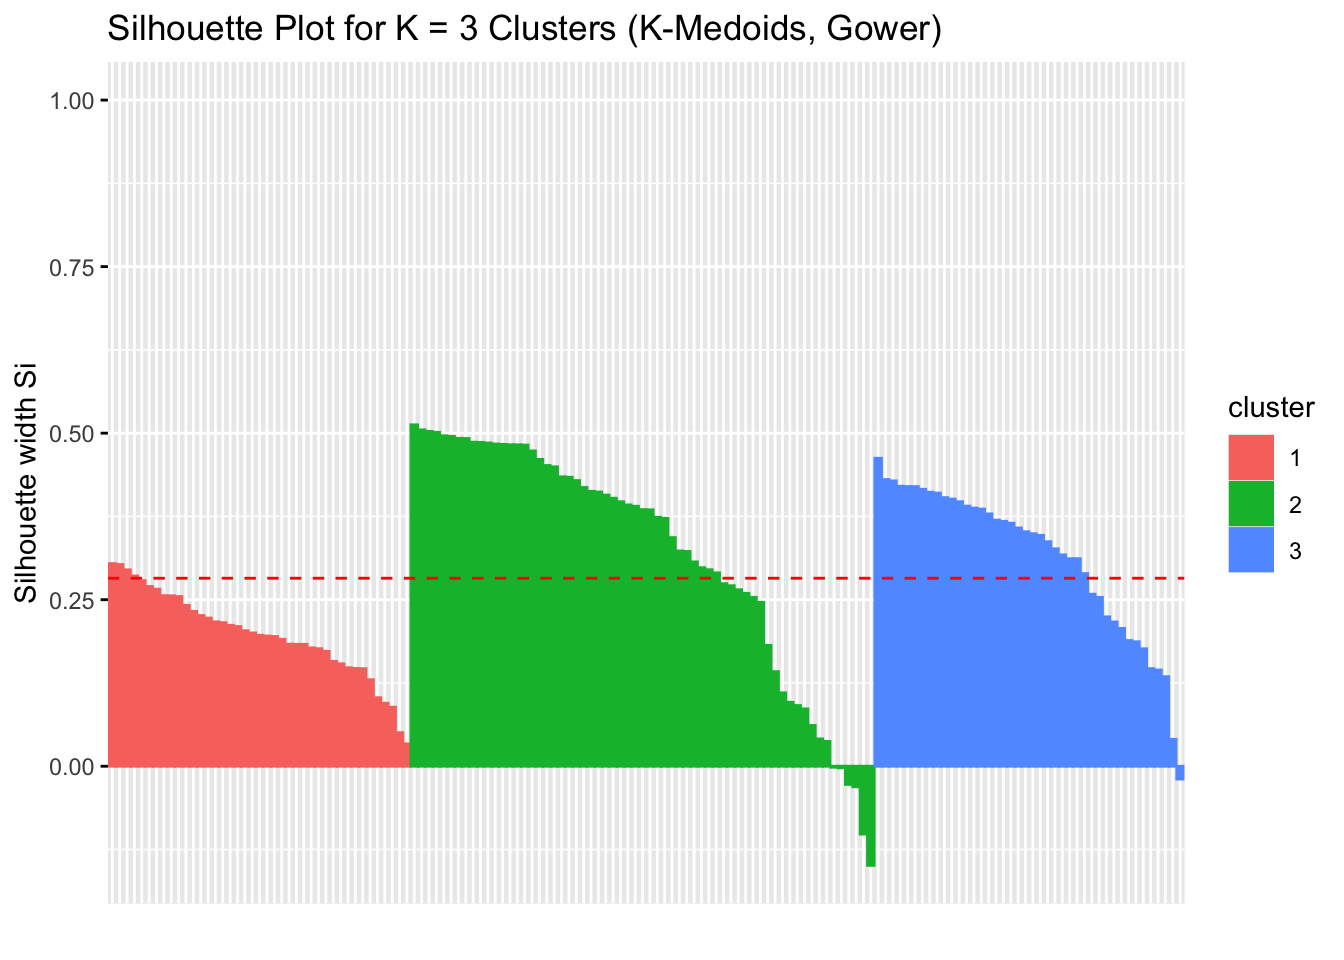 Silhouette Plot for K = 3 Clusters (K-Medoids, Gower)
1.00
0.75
0.50
0.25
0.00
Silhouette width Si
cluster
1
2
3